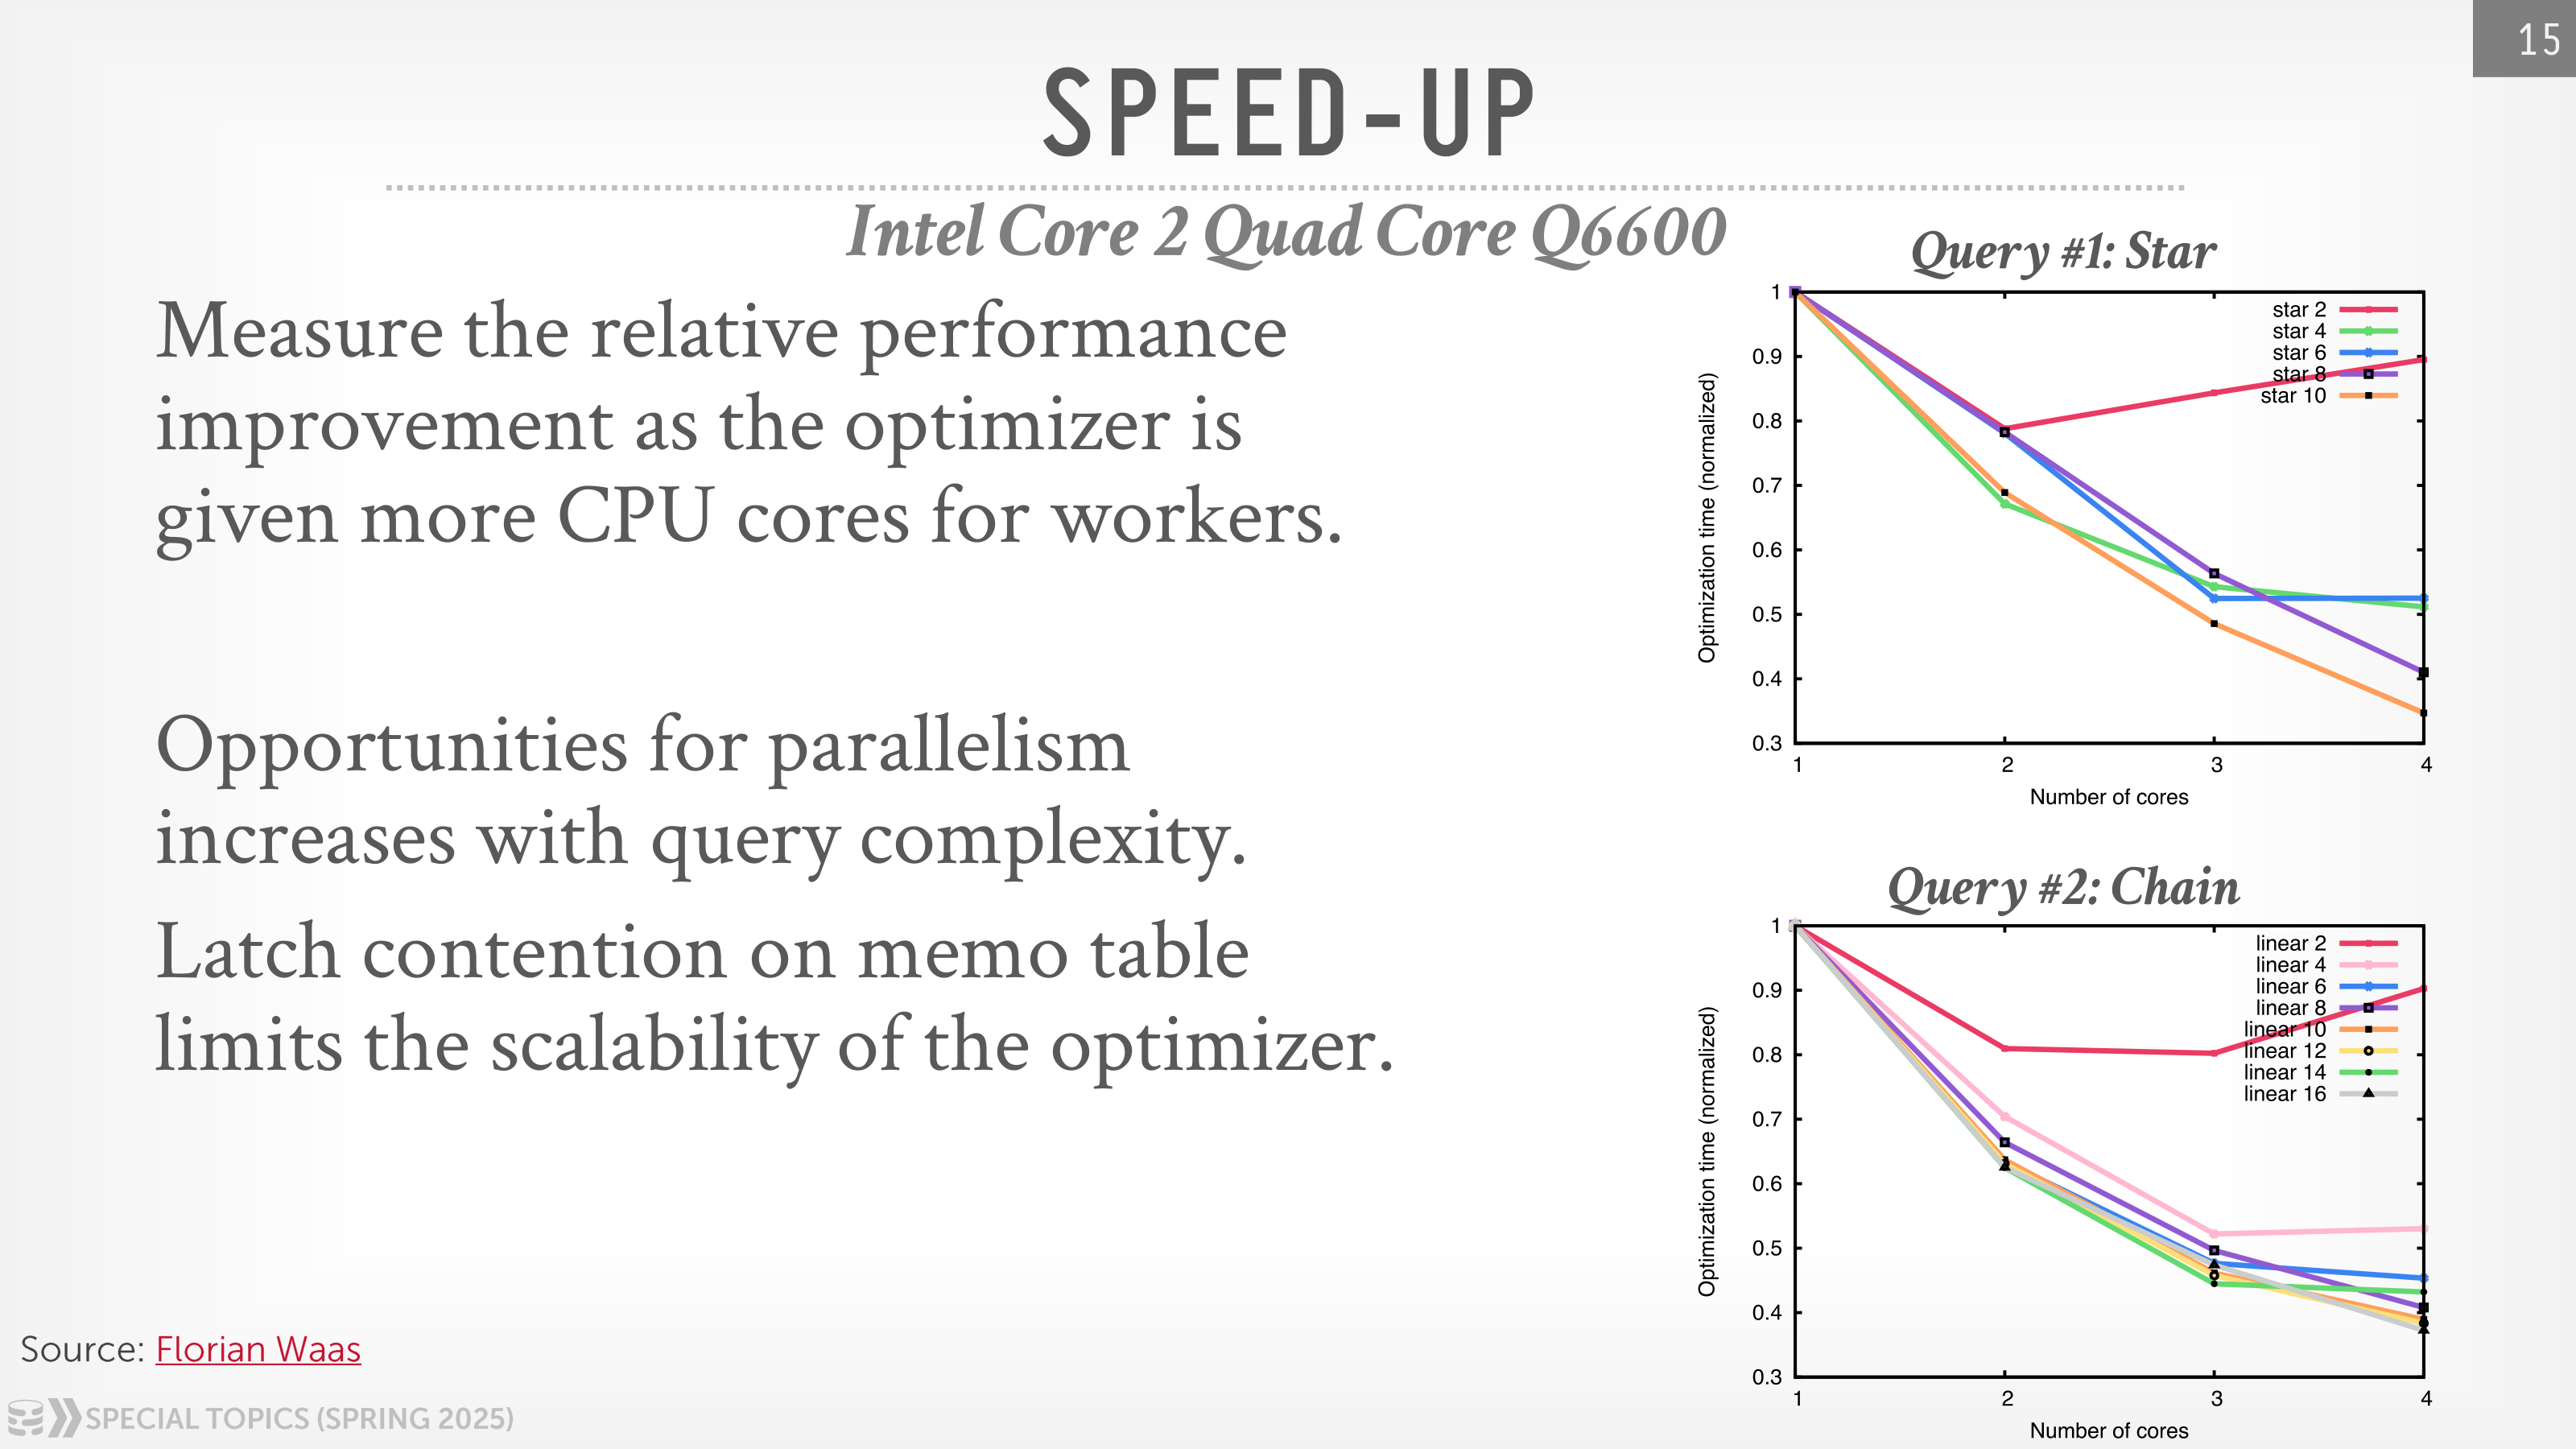 15
SPEED-UP
Intel Core 2 Quad Core Q6600
Measure the relative performance
improvement as the optimizer is
given more CPU cores for workers.
Opportunities for parallelism
increases with query complexity.
Latch contention on memo table
limits the scalability of the optimizer.
Query #1: Star
1
0.9
0.8
0.7
0.6
0.5
0.4
0.3
Optimization time (normalized)
star 2
star 4
star 6
star 8
star 10
1 2 3 4
Number of cores
Query #2: Chain
1
0.9
0.8
0.7
0.6
0.5
0.4
0.3
Optimization time (normalized)
linear 2
linear 4
linear 6
linear 8
linear 10
linear 12
linear 14
linear 16
1 2 3 4
Number of cores
Source: Florian Waas
SPECIAL TOPICS (SPRING 2025)